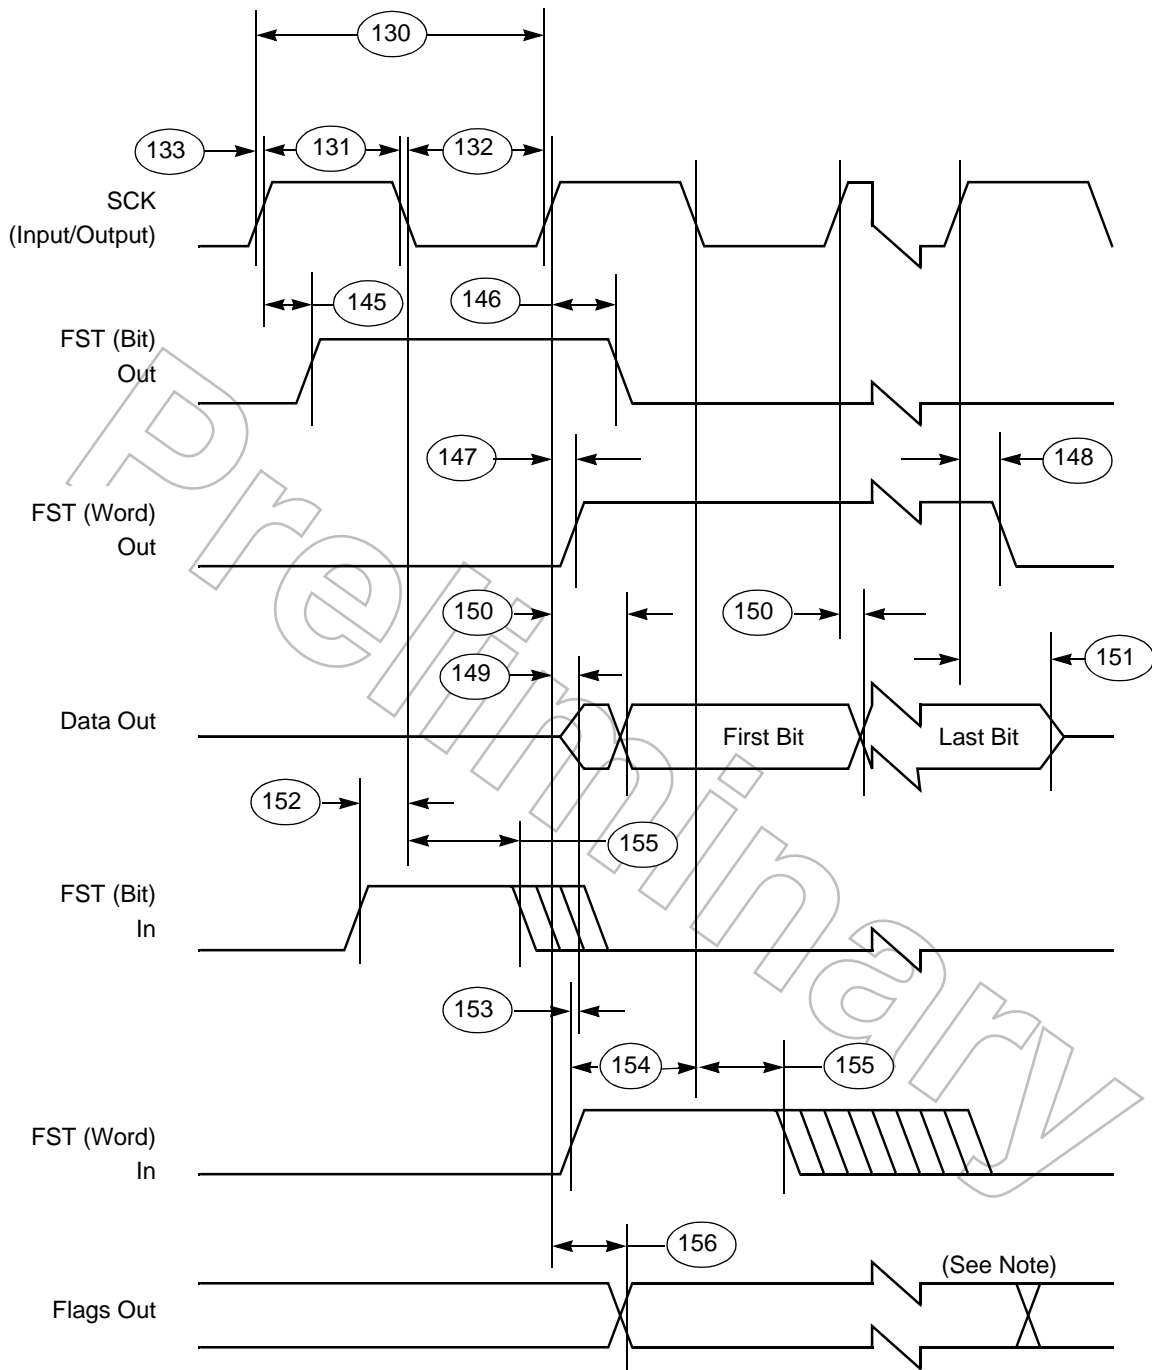 130
133
131
132
SCK
(Input/Output)
145
146
FST (Bit)
Out
147
148
FST (Word)
Out
150
150
149
151
Data Out
First Bit
Last Bit
152
155
FST (Bit)
In
153
154
155
FST (Word)
In
156
(See Note)
Flags Out
Preliminary